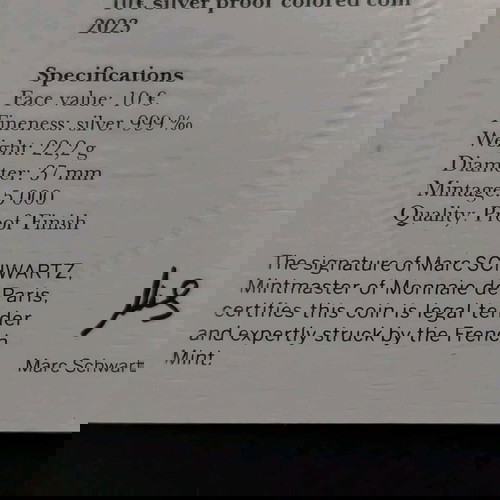 10€ silver proof colored coin
2023
Specifications
Face value: 10 €
Fineness: silver 999 ‰
Weight: 22,2 g
Diameter: 37 mm
Mintage: 5 000
Quality: Proof Finish
The signature of Marc SCHWARTZ,
Mintmaster of Monnaie de Paris,
certifies this coin is legal tender
and expertly struck by the French
Mint.
Marc Schwartz